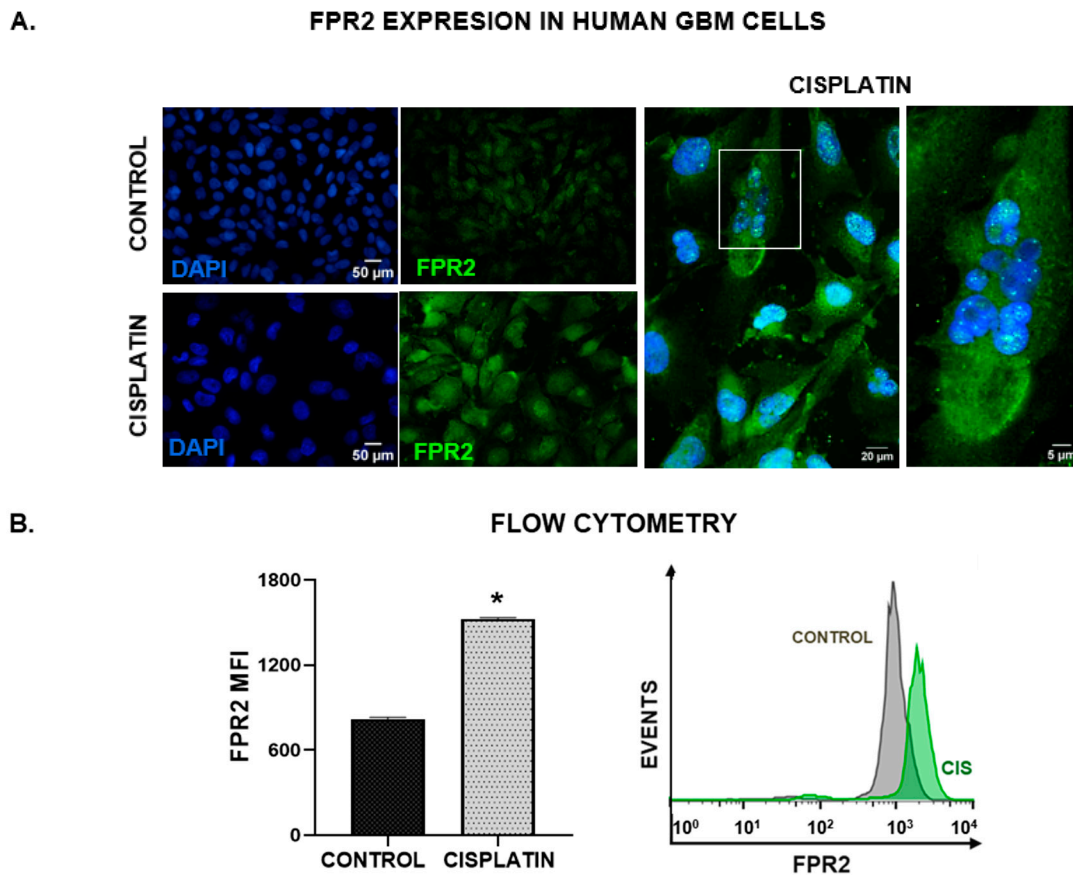 A.
FPR2 EXPRESION IN HUMAN GBM CELLS
CISPLATIN
CONTROL
DAPI
50 µm
FPR2
CISPLATIN
DAPI
50 µm
FPR2
20 µm
5 µm
B.
FLOW CYTOMETRY
FPR2 MFI
1800
1200
600
0
CONTROL
CISPLATIN
*
EVENTS
CONTROL
CIS
10⁰ 10¹ 10² 10³ 10⁴
FPR2